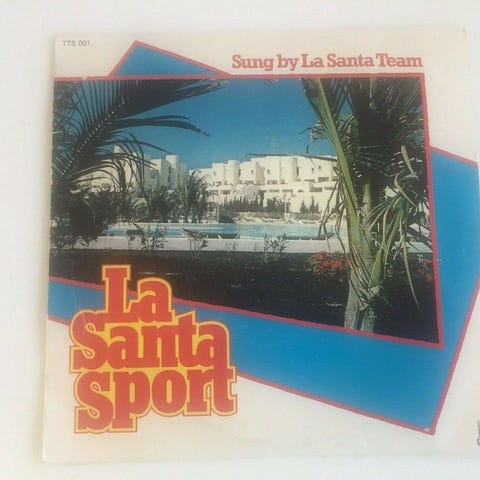 TTS 001.
Sung by La Santa Team
La
Santa
sport